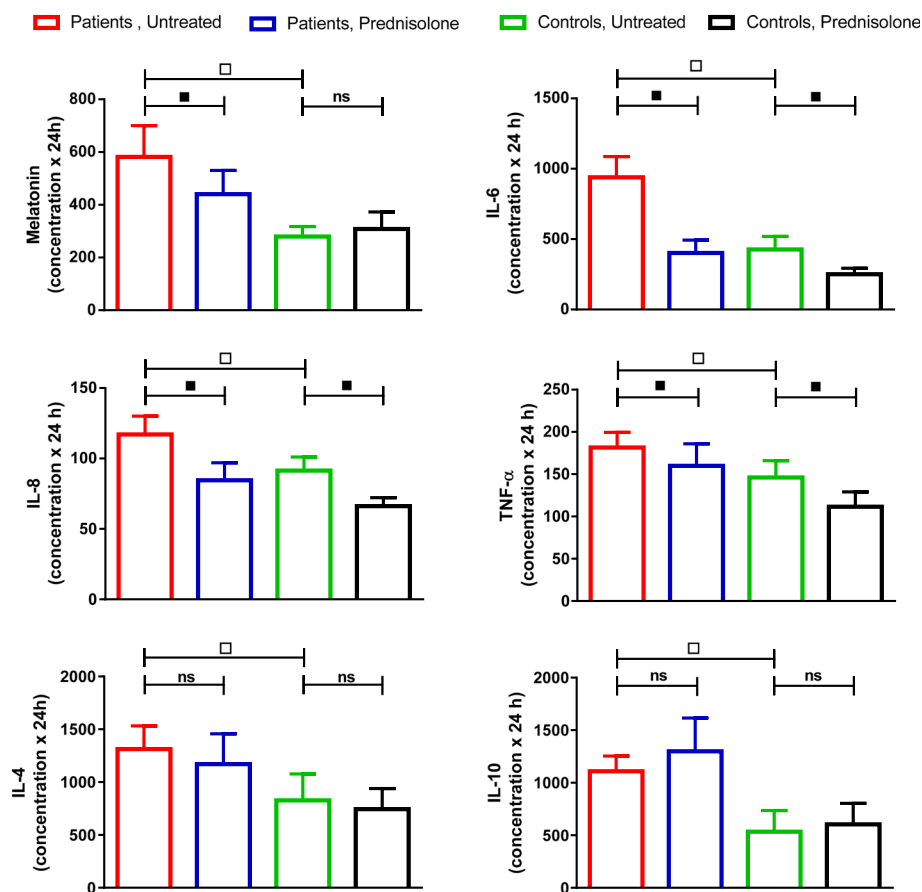 Patients , Untreated
Patients, Prednisolone
Controls, Untreated
Controls, Prednisolone
Melatonin
(concentration x 24h)
800
600
400
200
0
ns
IL-6
(concentration x 24 h)
1500
1000
500
0
IL-8
(concentration x 24 h)
150
100
50
0
TNF-α
(concentration x 24 h)
250
200
150
100
50
0
IL-4
(concentration x 24h)
2000
1500
1000
500
0
ns
ns
IL-10
(concentration x 24 h)
2000
1500
1000
500
0
ns
ns